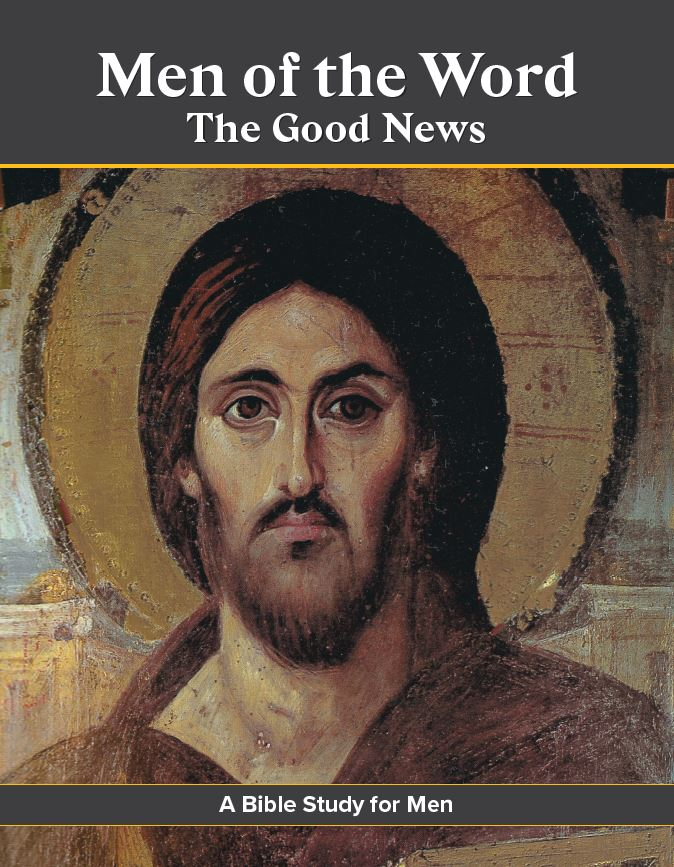 Men of the Word
The Good News
A Bible Study for Men